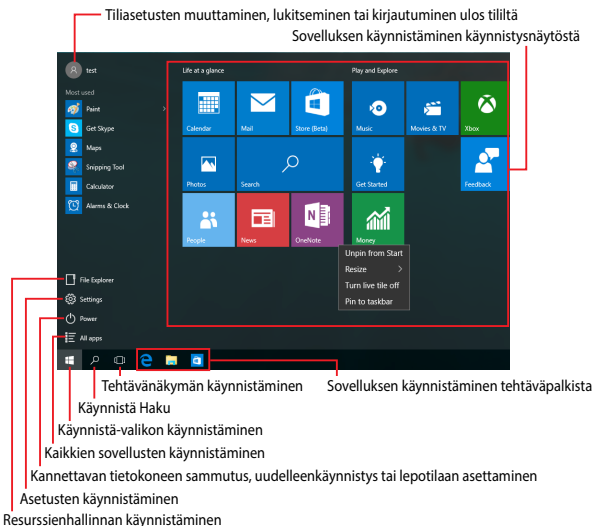 Tiliasetusten muuttaminen, lukitseminen tai kirjautuminen ulos tililtä
Sovelluksen käynnistäminen käynnistysnäytöstä
test
Life at a glance
Play and Explore
Most used
Paint
Get Skype
Maps
Snipping Tool
Calculator
Alarms & Clock
Calendar
Mail
Store (Beta)
Music
Movies & TV
Xbox
Photos
Search
Get Started
Feedback
People
News
OneNote
Money
Unpin from Start
Resize
Turn live tile off
Pin to taskbar
File Explorer
Settings
Power
All apps
Tehtävänäkymän käynnistäminen
Sovelluksen käynnistäminen tehtäväpalkista
Käynnistä Haku
Käynnistä-valikon käynnistäminen
Kaikkien sovellusten käynnistäminen
Kannettavan tietokoneen sammutus, uudelleenkäynnistys tai lepotilaan asettaminen
Asetusten käynnistäminen
Resurssienhallinnan käynnistäminen